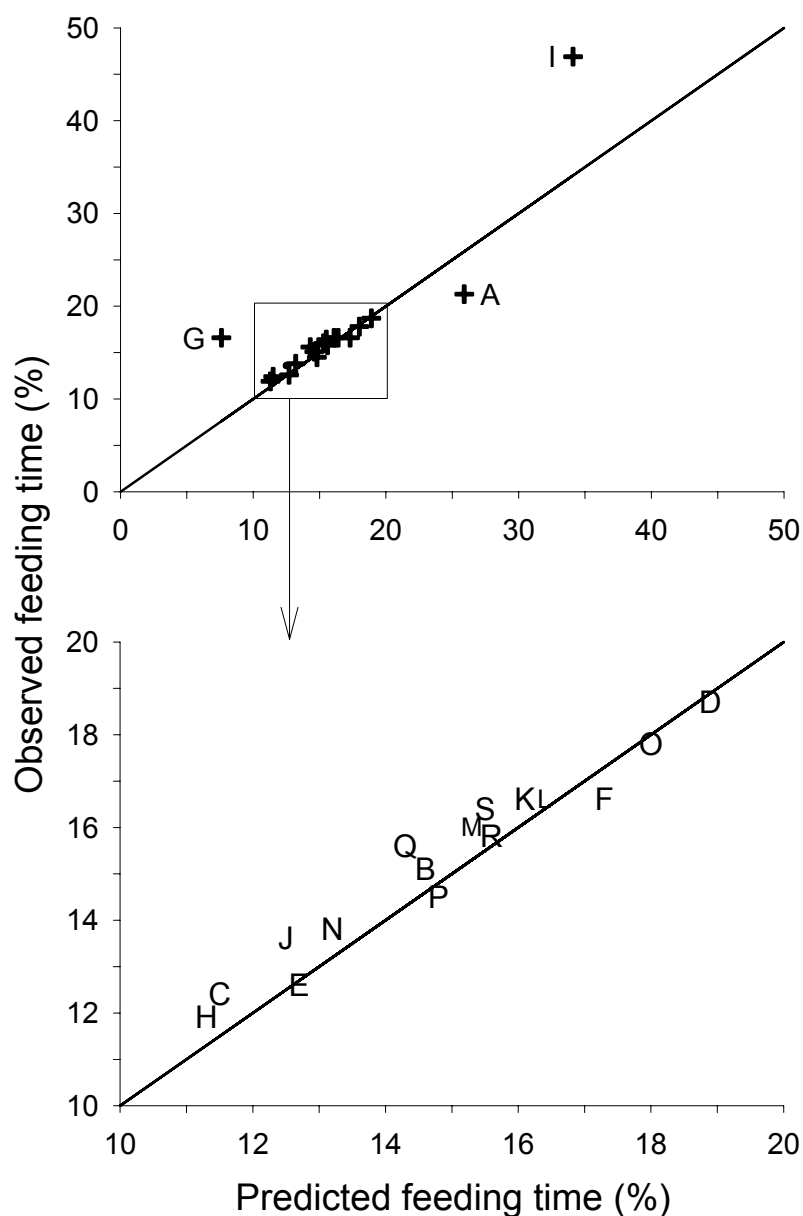 50
I
40
30
20
A
G
10
0
0 10 20 30 40 50
Observed feeding time (%)
20
D
18
O
K L F
S
16
M R
Q
B
P
14
N
J
E
C
12
H
10
10 12 14 16 18 20
Predicted feeding time (%)